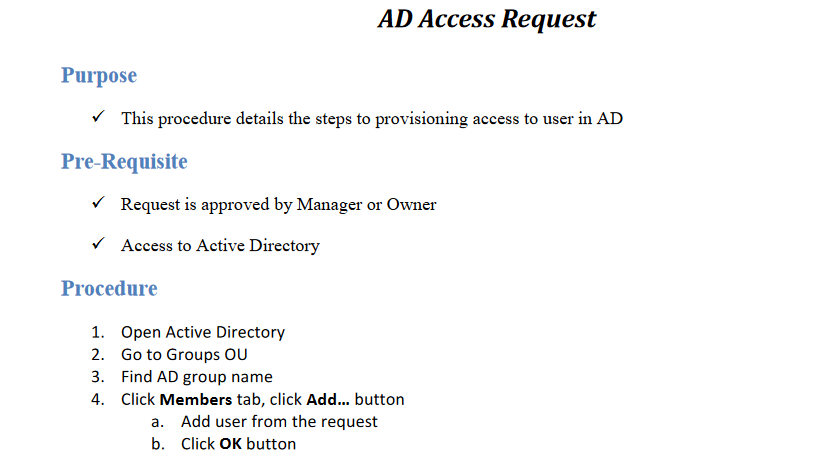 AD Access Request
Purpose
✓ This procedure details the steps to provisioning access to user in AD
Pre-Requisite
✓ Request is approved by Manager or Owner
✓ Access to Active Directory
Procedure
1. Open Active Directory
2. Go to Groups OU
3. Find AD group name
4. Click Members tab, click Add... button
a. Add user from the request
b. Click OK button